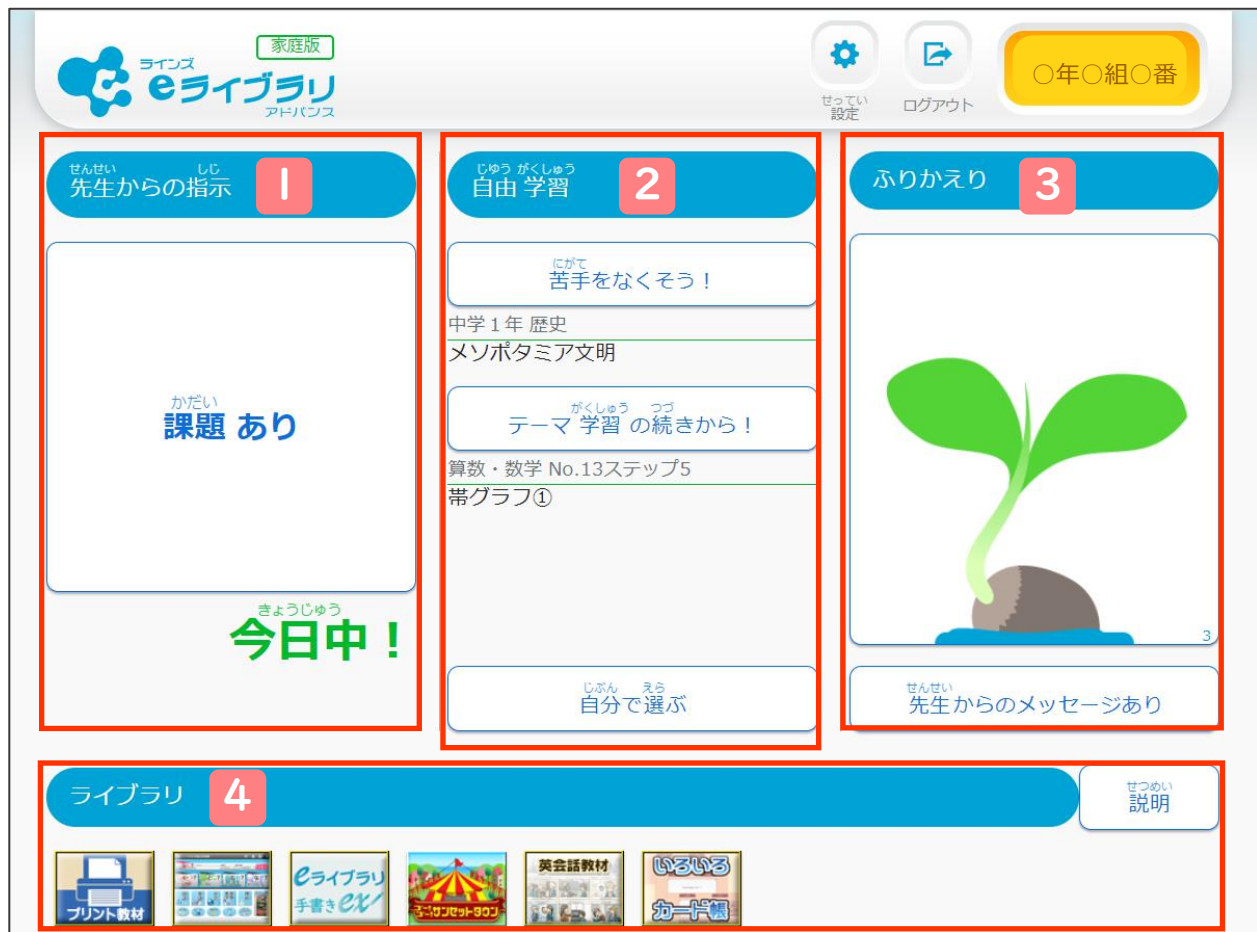 家庭版
ラインズ
eライブラリ
アドバンス
せってい
設定
ログアウト
○年○組○番
せんせい しじ
先生からの指示
1
じゆう がくしゅう
自由 学習
2
ふりかえり
3
かだい
課題 あり
きょうじゅう
今日中！
にがて
苦手をなくそう！
中学１年 歴史
メソポタミア文明
がくしゅう つづ
テーマ 学習 の続きから！
算数・数学 No.13ステップ5
帯グラフ①
じぶん えら
自分で選ぶ
3
せんせい
先生からのメッセージあり
ライブラリ
4
せつめい
説明
プリント教材
eライブラリ
手書きex
サンセットタウン
英会話教材
いろいろ
カード帳